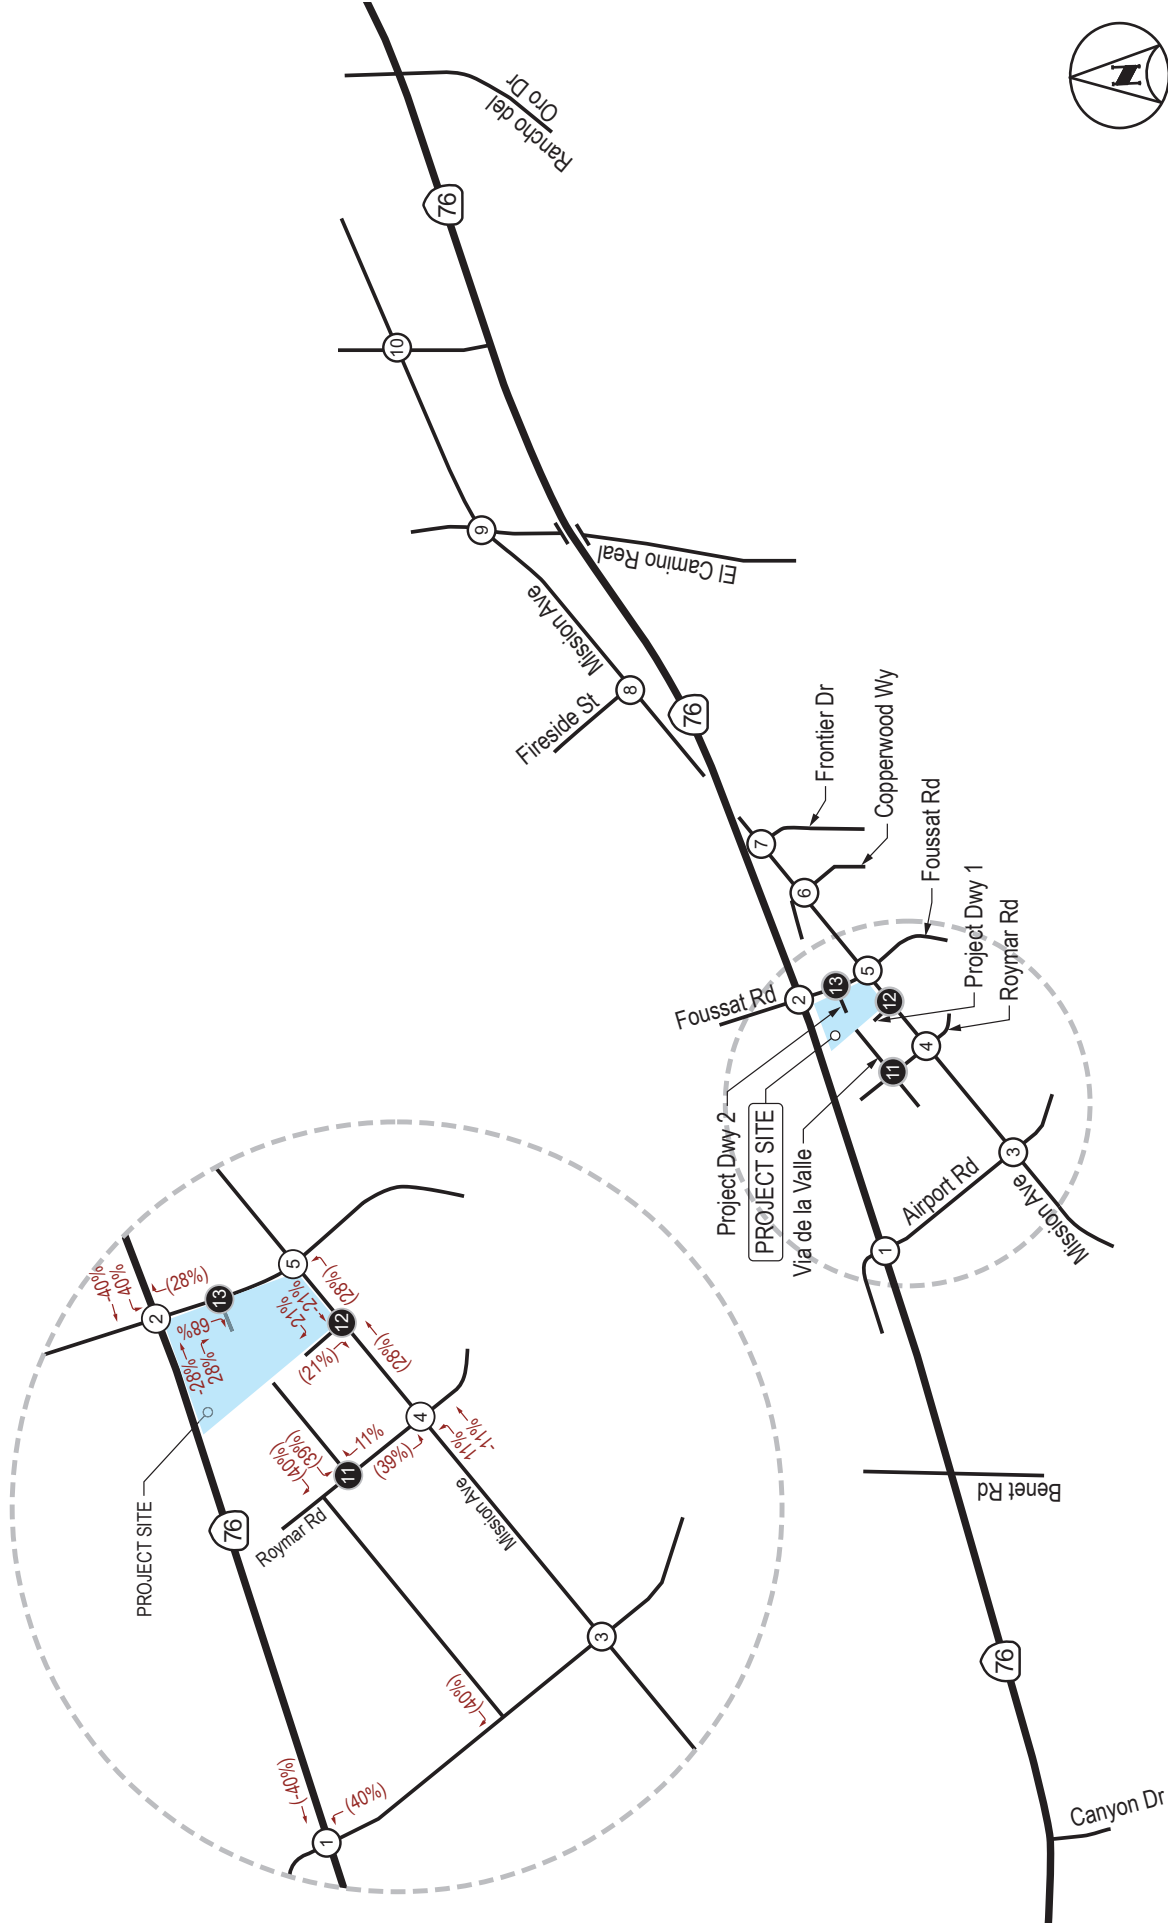 Rancho del
Oro Dr
N
76
10
9
El Camino Real
Mission Ave
8
Fireside St
76
Frontier Dr
7
Copperwood Wy
6
Foussat Rd
Project Dwy 1
Roymar Rd
5
13
2
Foussat Rd
12
4
11
Project Dwy 2
PROJECT SITE
Via de la Valle
3
Airport Rd
Mission Ave
1
Benet Rd
76
Canyon Dr
-40%
40%
(28%)
2
13
68%
-28%
28%
5
(28%)
-21%
-21%
12
(21%)
(28%)
4
11%
-11%
11%
(39%)
11
(39%)
(40%)
Roymar Rd
Mission Ave
PROJECT SITE
76
3
(40%)
(-40%)
(40%)
1